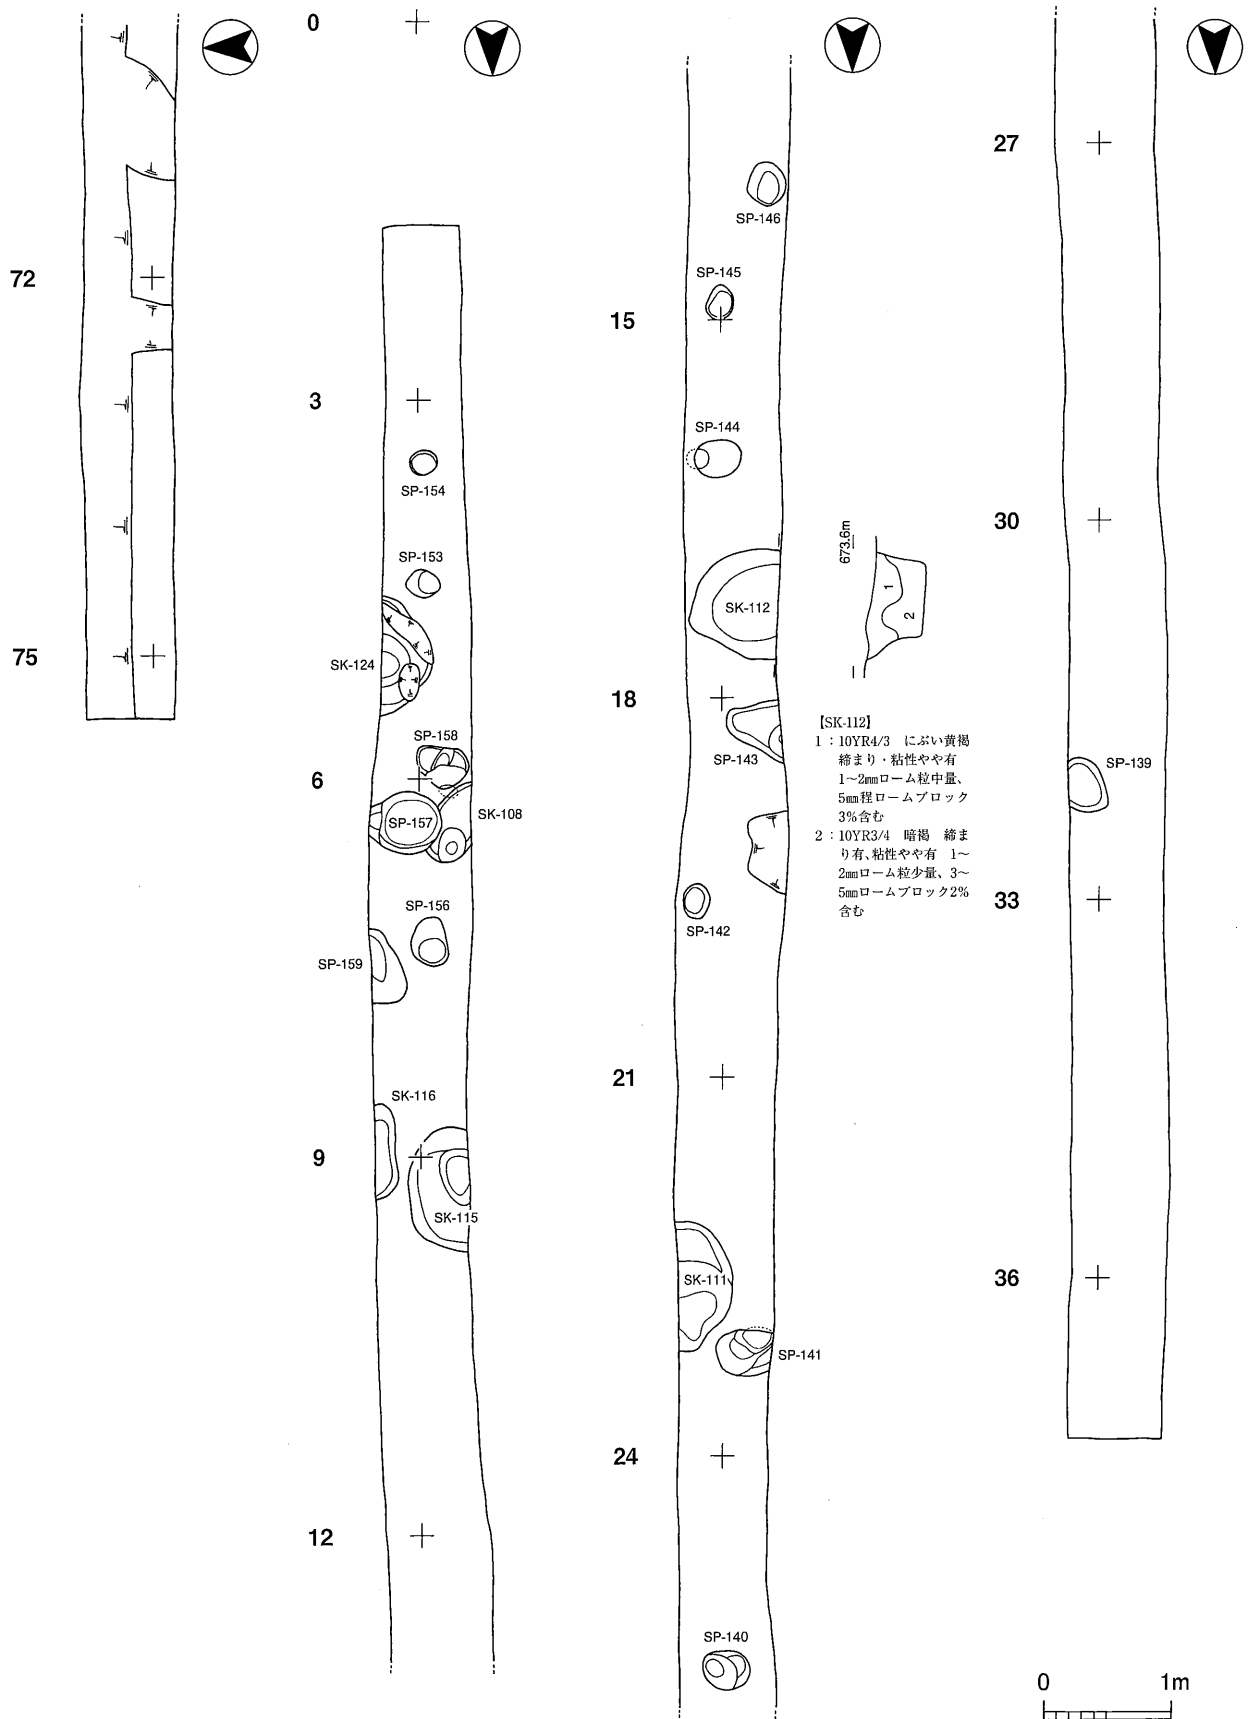 72
75
0
3
SP-154
SP-153
SK-124
SP-158
6
SP-157
SK-108
SP-156
SP-159
SK-116
9
SK-115
12
SP-146
SP-145
15
SP-144
SK-112
673.6m
1
2
18
SP-143
【SK-112】
1：10YR4/3　にぶい黄褐
締まり・粘性やや有
1～2㎜ローム粒中量、
5㎜程ロームブロック
3%含む
2：10YR3/4　暗褐　締ま
り有、粘性やや有　1～
2㎜ローム粒少量、3～
5㎜ロームブロック2%
含む
SP-142
21
SK-111
SP-141
24
SP-140
27
30
SP-139
33
36
0 1m